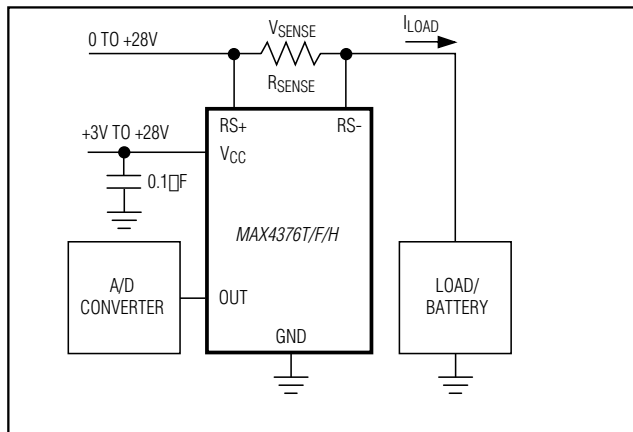 0 TO +28V
VSENSE
ILOAD
RSENSE
RS+
RS-
+3V TO +28V
VCC
0.1▯F
MAX4376T/F/H
A/D
CONVERTER
OUT
LOAD/
BATTERY
GND